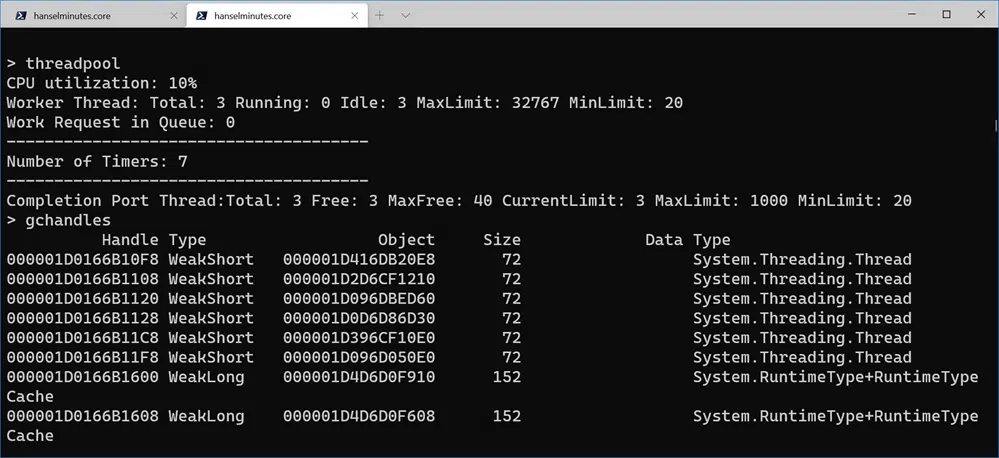 hanselminutes.core
hanselminutes.core
> threadpool
CPU utilization: 10%
Worker Thread: Total: 3 Running: 0 Idle: 3 MaxLimit: 32767 MinLimit: 20
Work Request in Queue: 0
--------------------------------------
Number of Timers: 7
--------------------------------------
Completion Port Thread:Total: 3 Free: 3 MaxFree: 40 CurrentLimit: 3 MaxLimit: 1000 MinLimit: 20
> gchandles
          Handle Type                  Object     Size             Data Type
000001D0166B10F8 WeakShort   000001D416DB20E8       72                  System.Threading.Thread
000001D0166B1108 WeakShort   000001D2D6CF1210       72                  System.Threading.Thread
000001D0166B1120 WeakShort   000001D096DBED60       72                  System.Threading.Thread
000001D0166B1128 WeakShort   000001D0D6D86D30       72                  System.Threading.Thread
000001D0166B11C8 WeakShort   000001D396CF10E0       72                  System.Threading.Thread
000001D0166B11F8 WeakShort   000001D096D050E0       72                  System.Threading.Thread
000001D0166B1600 WeakLong    000001D4D6D0F910      152                  System.RuntimeType+RuntimeType
Cache
000001D0166B1608 WeakLong    000001D4D6D0F608      152                  System.RuntimeType+RuntimeType
Cache